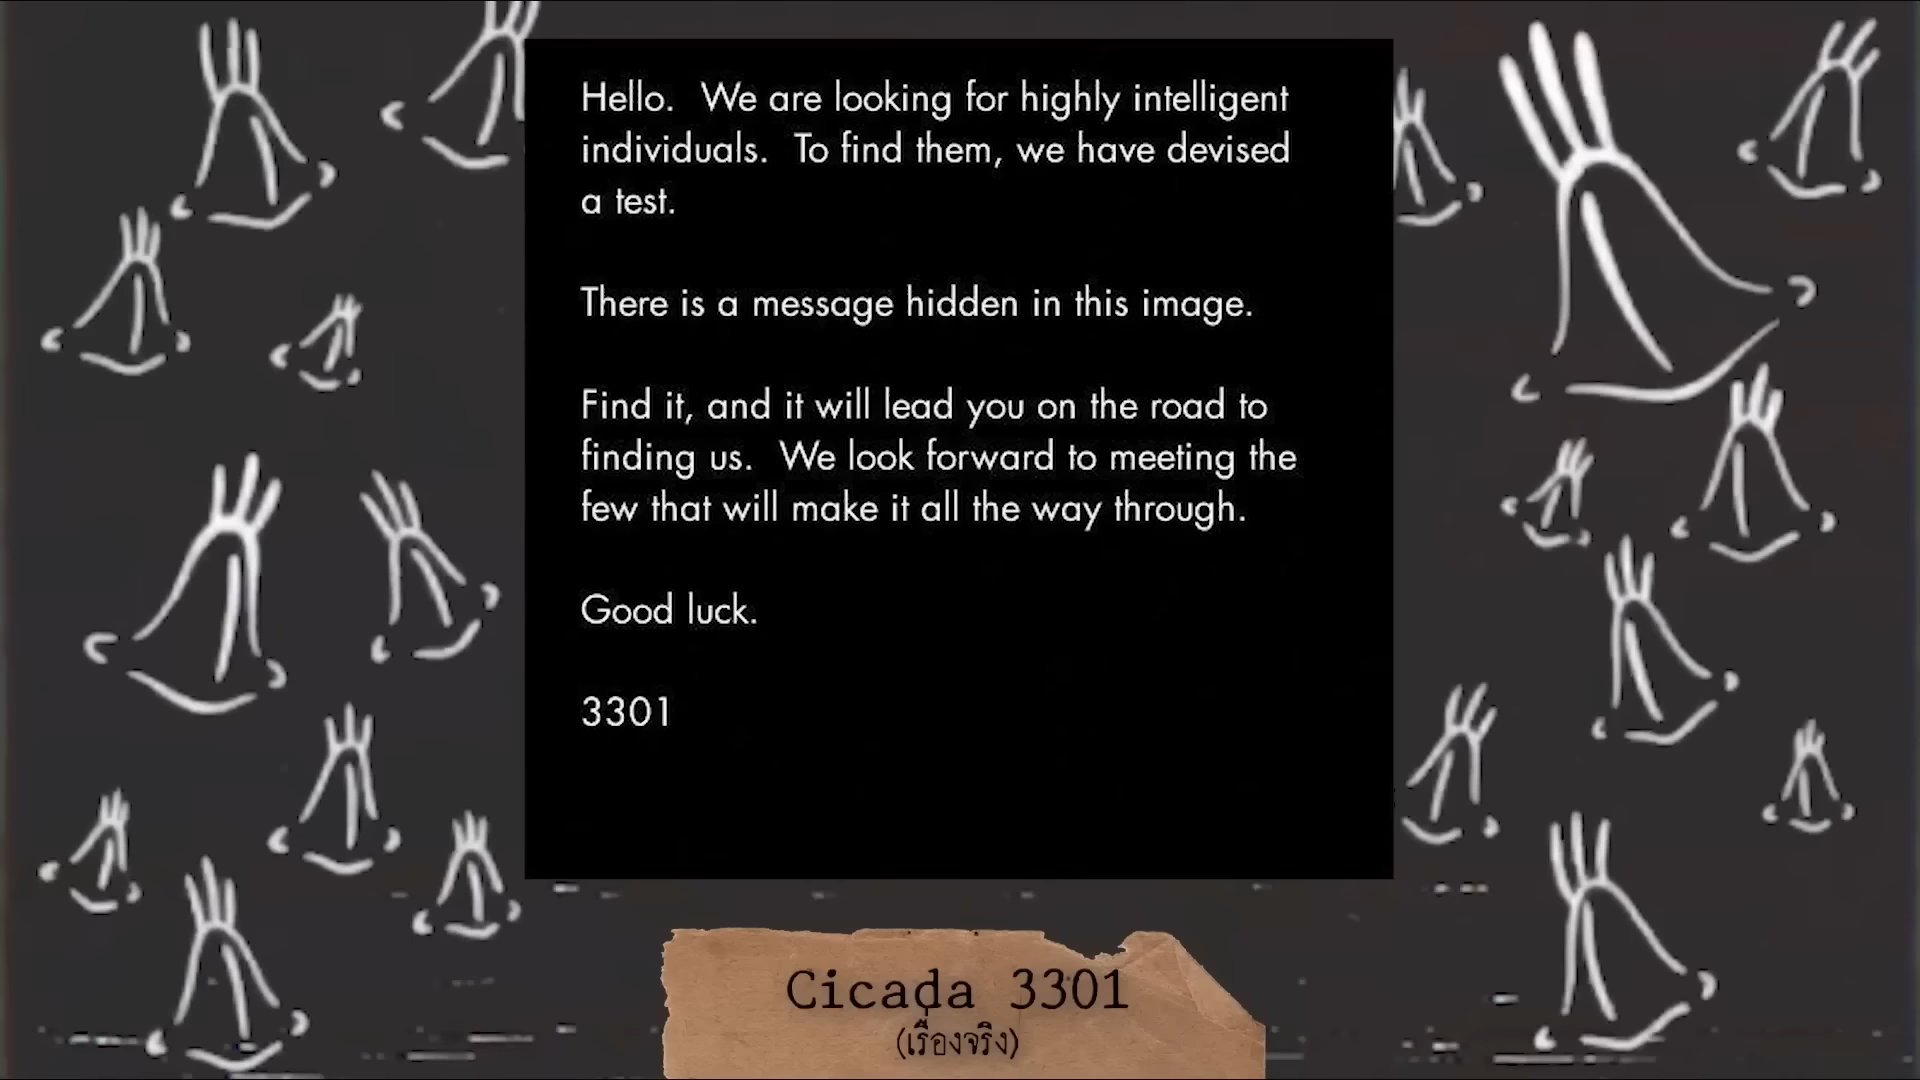 Hello.  We are looking for highly intelligent
individuals.  To find them, we have devised
a test.
There is a message hidden in this image.
Find it, and it will lead you on the road to
finding us.  We look forward to meeting the
few that will make it all the way through.
Good luck.
3301
Cicada 3301
(เรื่องจริง)